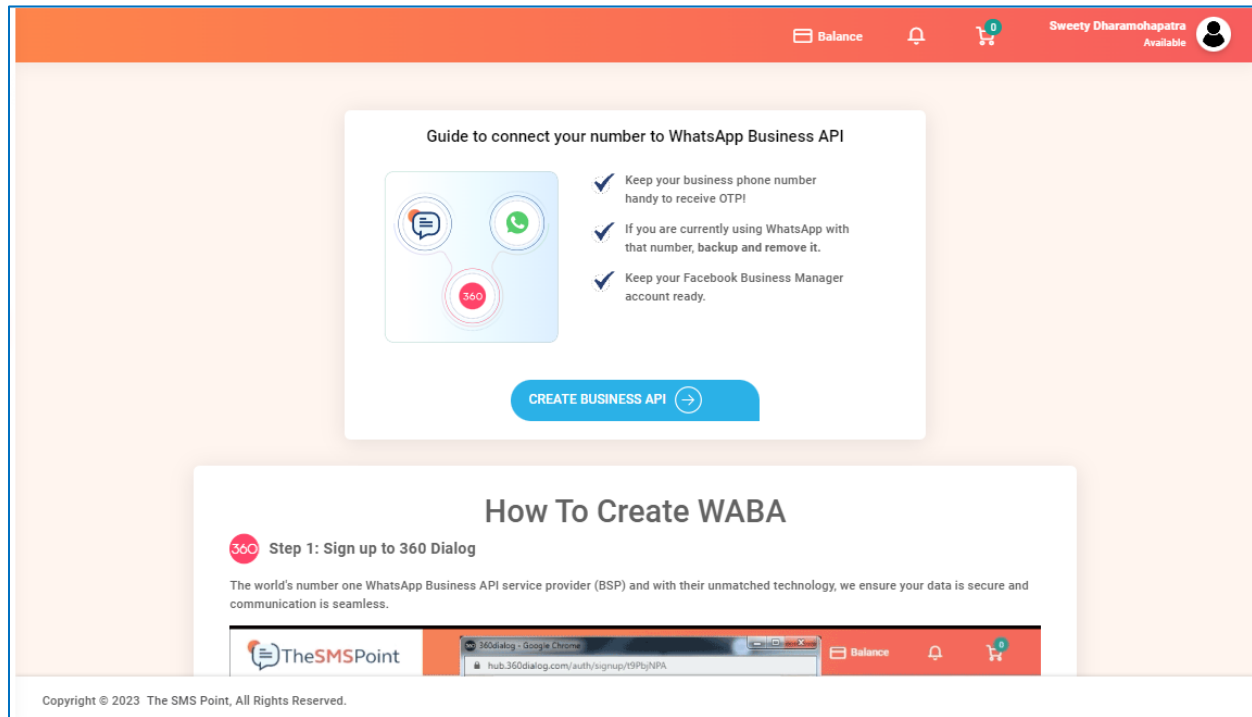 Balance
0
Sweety Dharamohapatra
Available
Guide to connect your number to WhatsApp Business API
360
Keep your business phone number
handy to receive OTP!
If you are currently using WhatsApp with
that number, backup and remove it.
Keep your Facebook Business Manager
account ready.
CREATE BUSINESS API
How To Create WABA
360 Step 1: Sign up to 360 Dialog
The world's number one WhatsApp Business API service provider (BSP) and with their unmatched technology, we ensure your data is secure and
communication is seamless.
TheSMSPoint
360dialog - Google Chrome
hub.360dialog.com/auth/signup/t9PbjNPA
Balance
0
Copyright © 2023 The SMS Point, All Rights Reserved.